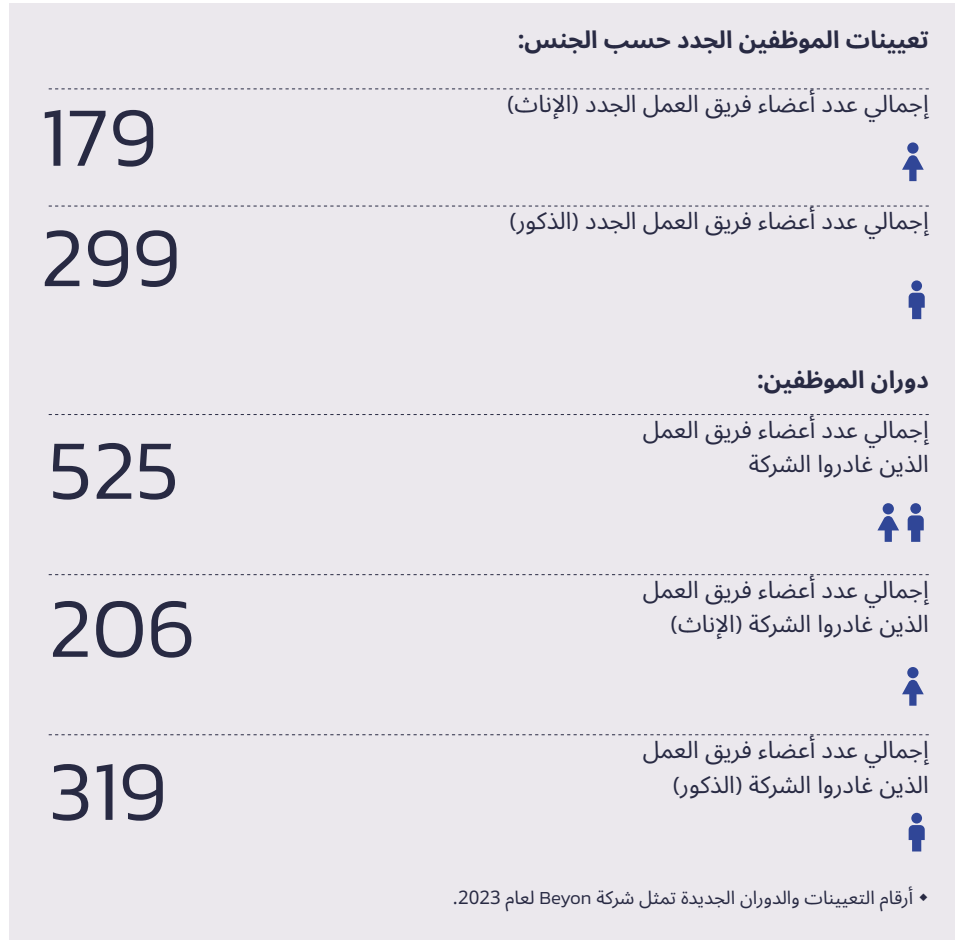 تعيينات الموظفين الجدد حسب الجنس:
إجمالي عدد أعضاء فريق العمل الجدد (الإناث)
179
إجمالي عدد أعضاء فريق العمل الجدد (الذكور)
299
دوران الموظفين:
إجمالي عدد أعضاء فريق العمل
الذين غادروا الشركة
525
إجمالي عدد أعضاء فريق العمل
الذين غادروا الشركة (الإناث)
206
إجمالي عدد أعضاء فريق العمل
الذين غادروا الشركة (الذكور)
319
◆ أرقام التعيينات والدوران الجديدة تمثل شركة Beyon لعام 2023.